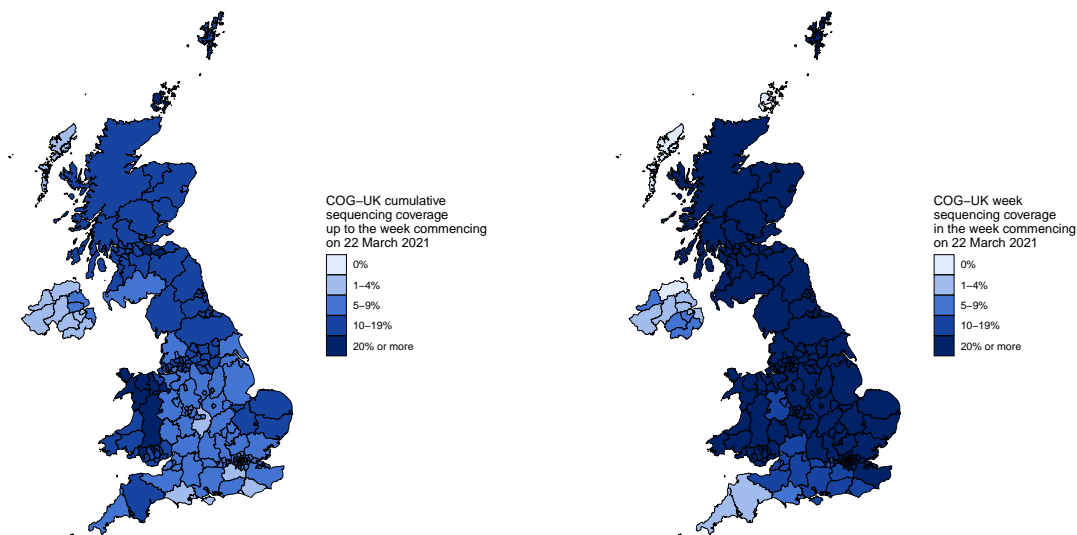 COG–UK cumulative
sequencing coverage
up to the week commencing
on 22 March 2021
0%
1–4%
5–9%
10–19%
20% or more
COG–UK week
sequencing coverage
in the week commencing
on 22 March 2021
0%
1–4%
5–9%
10–19%
20% or more